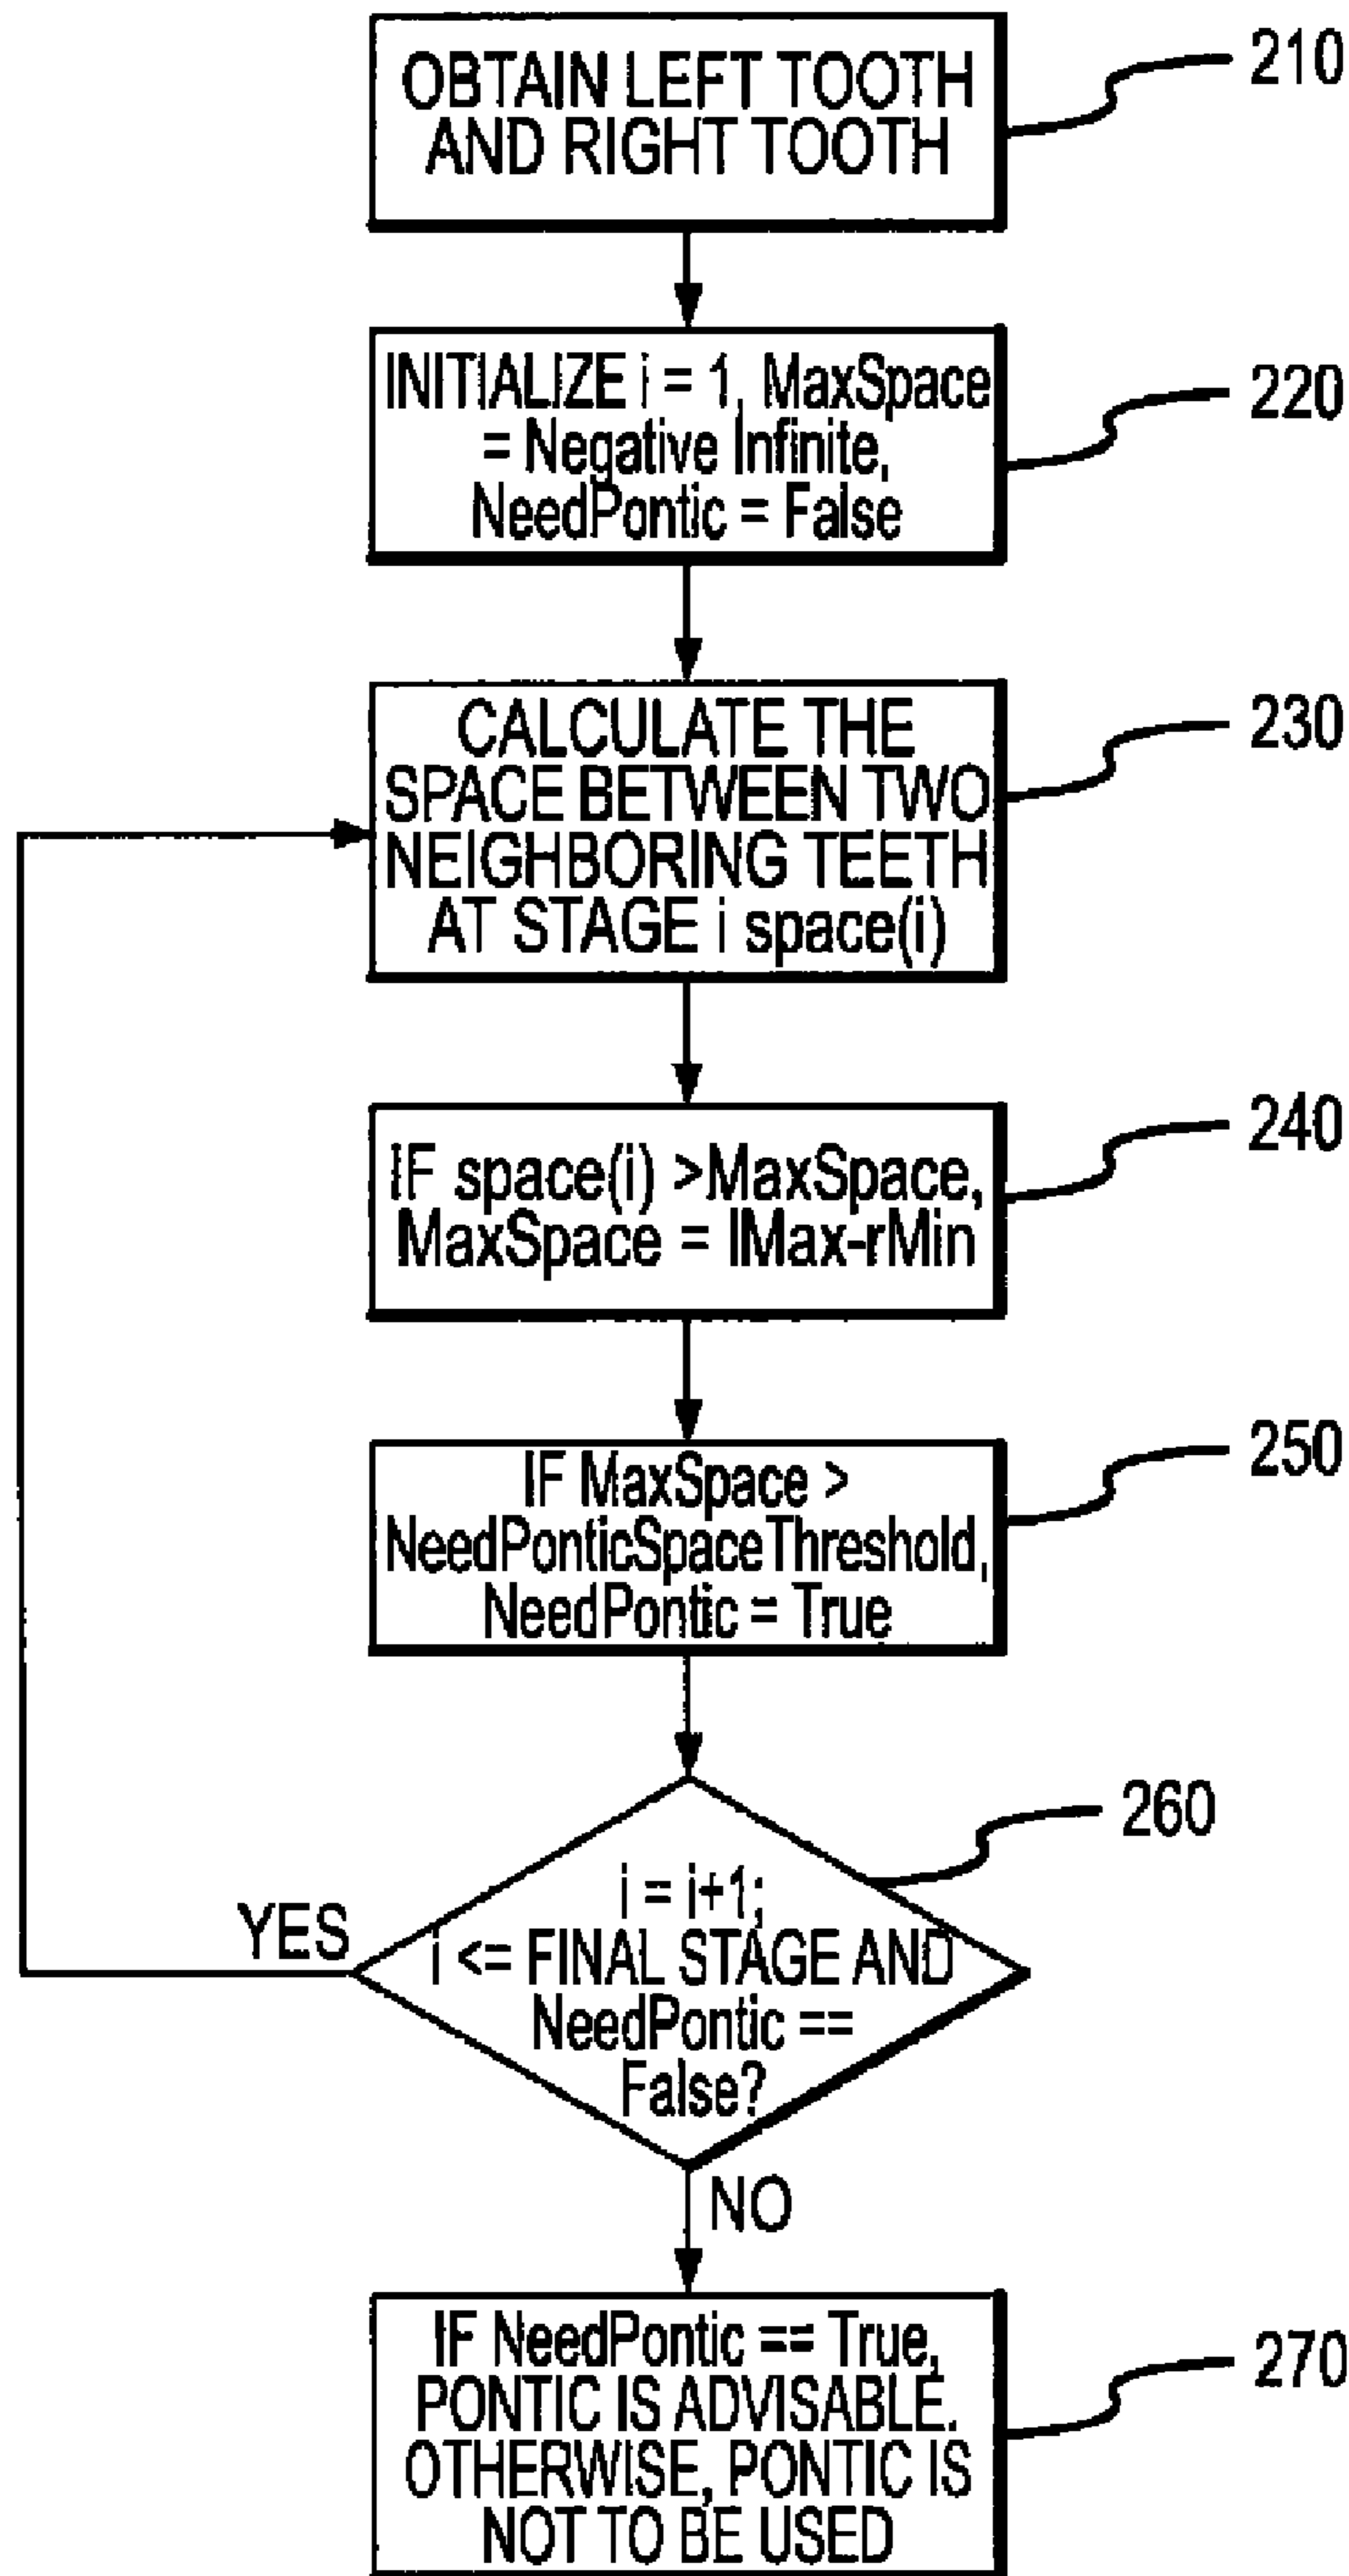 OBTAIN LEFT TOOTH
AND RIGHT TOOTH
210
INITIALIZE i = 1, MaxSpace
= Negative Infinite,
NeedPontic = False
220
CALCULATE THE
SPACE BETWEEN TWO
NEIGHBORING TEETH
AT STAGE i space(i)
230
IF space(i) >MaxSpace,
MaxSpace = lMax-rMin
240
IF MaxSpace >
NeedPonticSpaceThreshold,
NeedPontic = True
250
260
i = i+1;
i <= FINAL STAGE AND
NeedPontic ==
False?
YES
NO
IF NeedPontic == True,
PONTIC IS ADVISABLE.
OTHERWISE, PONTIC IS
NOT TO BE USED
270